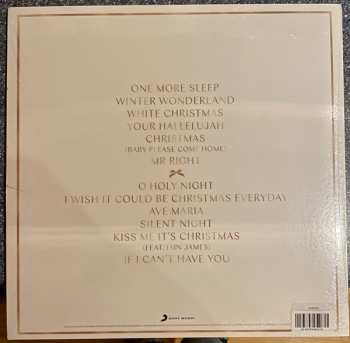 ONE MORE SLEEP
WINTER WONDERLAND
WHITE CHRISTMAS
YOUR HALLELUJAH
CHRISTMAS
(BABY PLEASE COME HOME)
MR RIGHT
O HOLY NIGHT
I WISH IT COULD BE CHRISTMAS EVERYDAY
AVE MARIA
SILENT NIGHT
KISS ME IT'S CHRISTMAS
(FEAT. JAMES)
IF I CAN'T HAVE YOU
SONY MUSIC